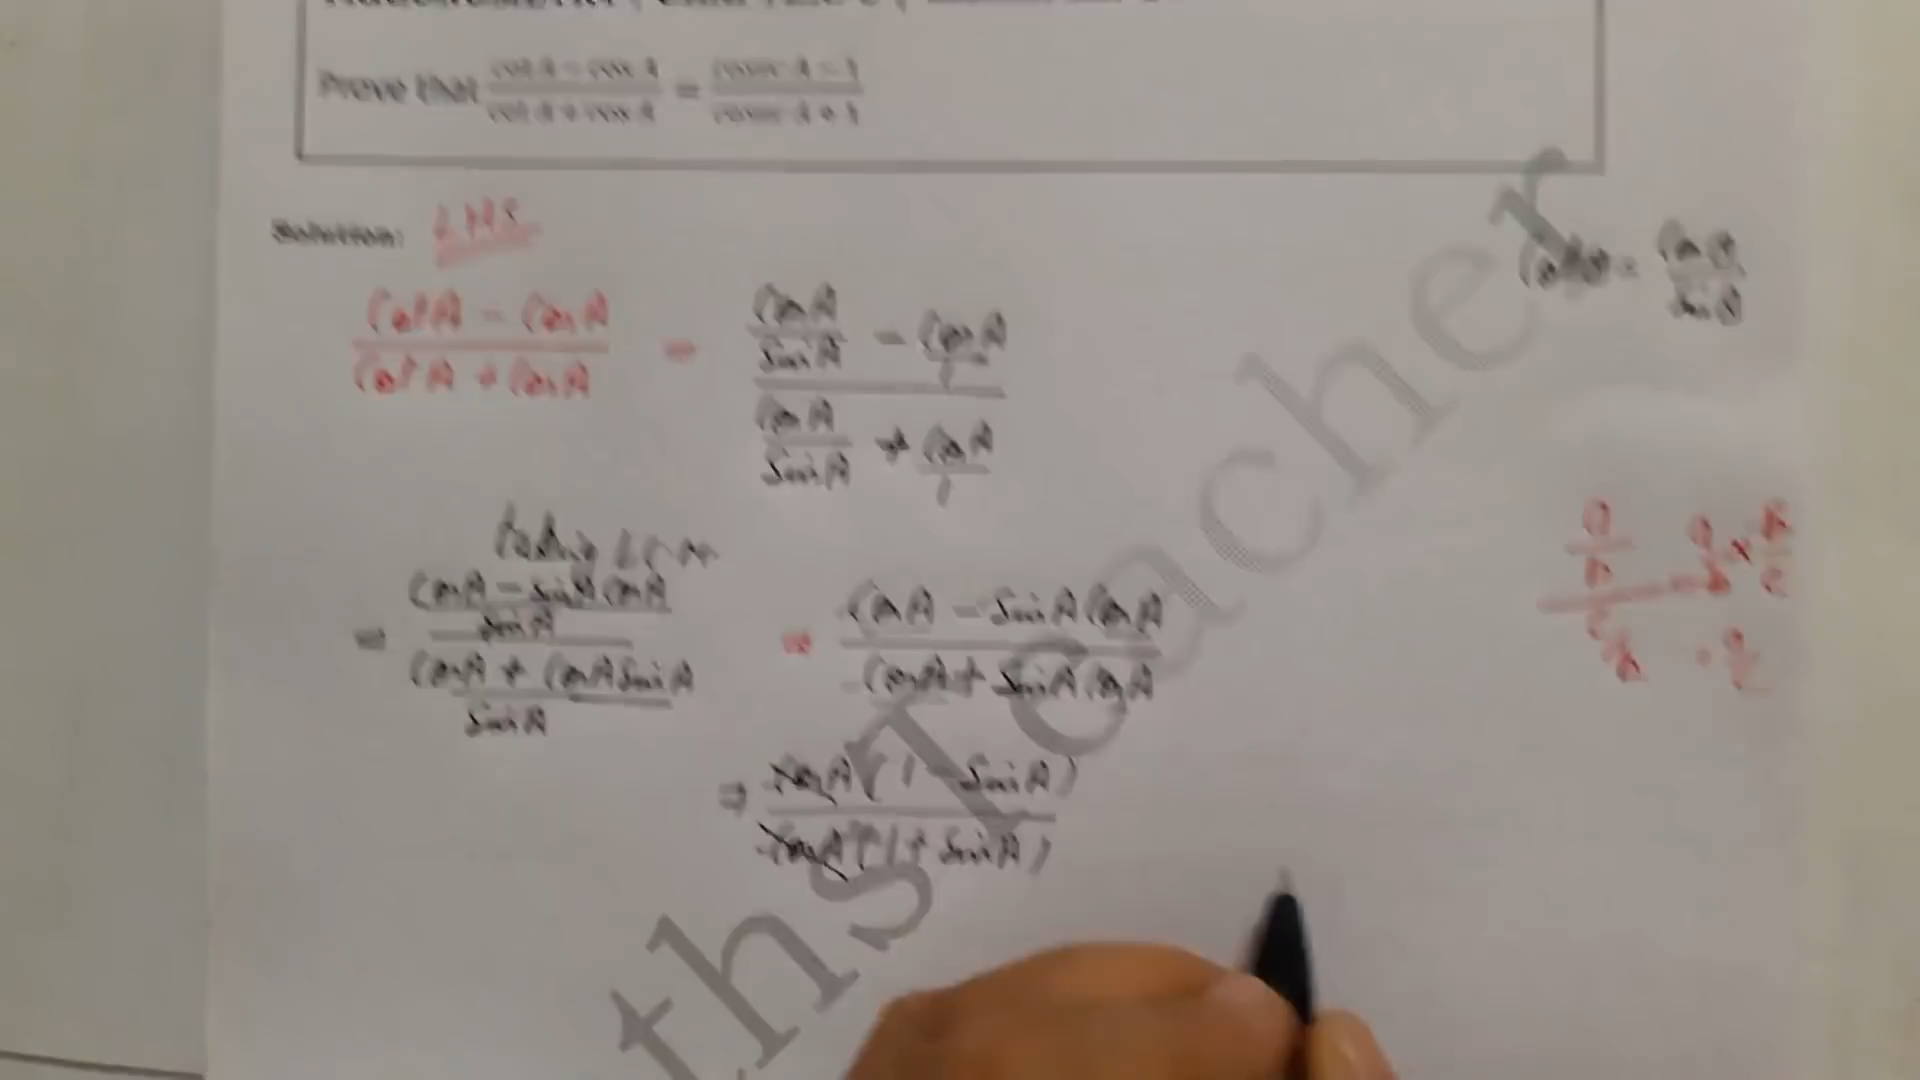 Prove that cot A − cos A / cot A + cos A = cosec A − 1 / cosec A + 1
Solution: LHS
Cot A − Cos A / Cot A + Cos A = Cos A / Sin A − Cos A / 1 / Cos A / Sin A + Cos A / 1
Cot θ = Cos θ / Sin θ
taking LCM
= Cos A − Sin A Cos A / Sin A / Cos A + Cos A Sin A / Sin A = Cos A − Sin A Cos A / Cos A + Sin A Cos A
⇒ Cos A (1 − Sin A) / Cos A (1 + Sin A)
ths Teacher